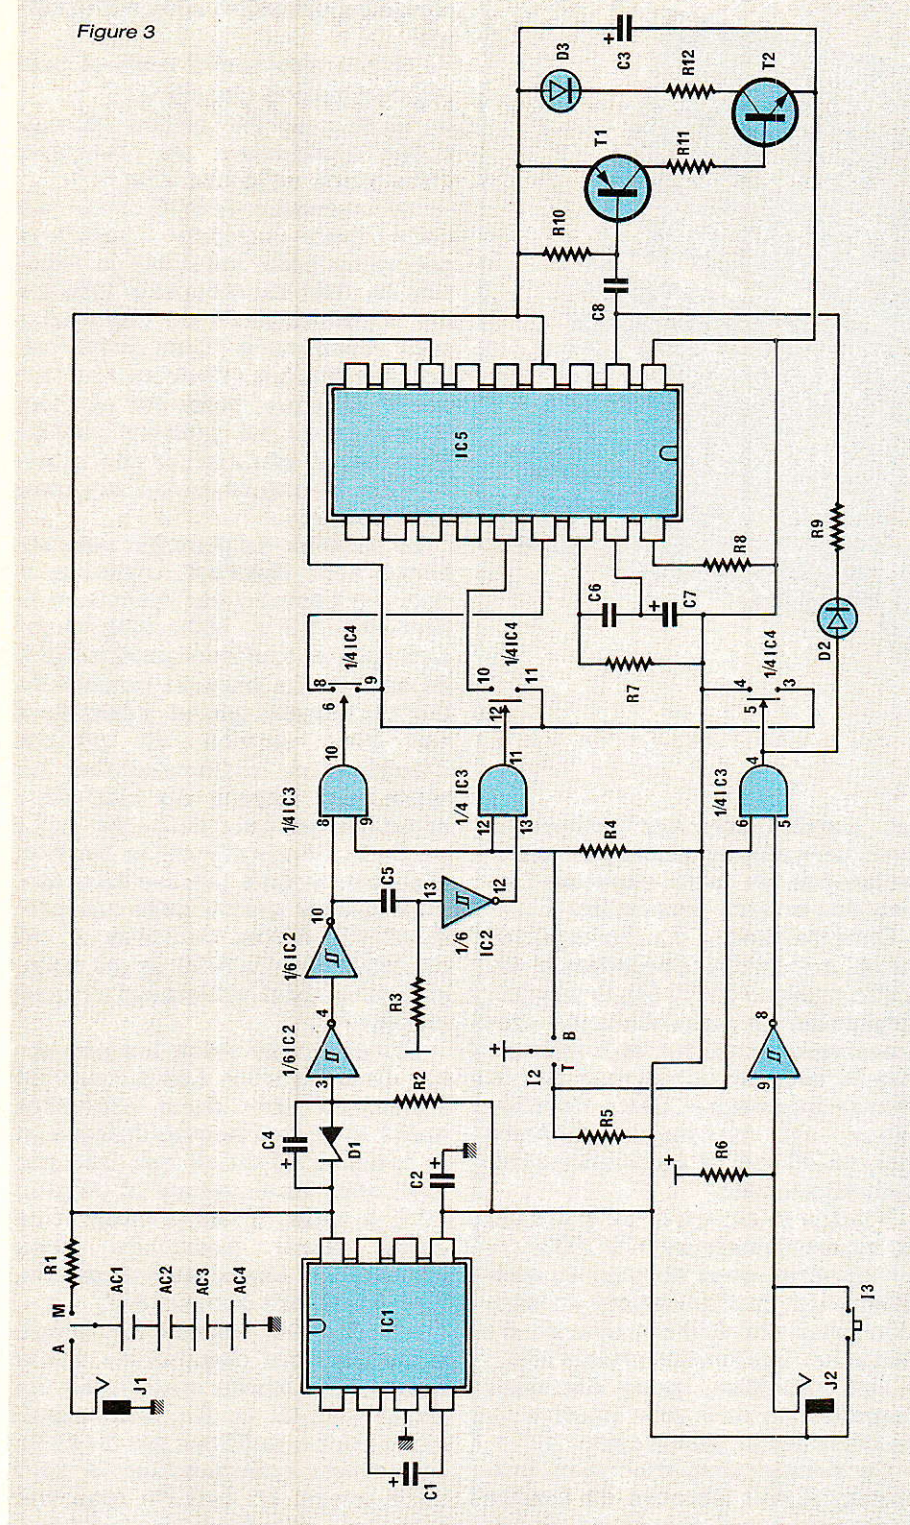 Figure 3
C3
D3
R12
T2
T1
R11
R10
C8
IC5
R8
R9
C6
C7
D2
R7
1/4 IC4
8
9
6
1/4 IC4
10
11
12
1/4 IC4
4
3
5
1/4 IC3
10
8
9
1/4 IC3
11
12
13
1/4 IC3
4
6
5
R4
C5
13
12
1/6
IC2
1/6 IC2
10
R3
1/6 IC2
4
3
R2
I2
B
T
8
9
C4
D1
R5
R6
C2
R1
M
A
AC1
AC2
AC3
AC4
J1
IC1
C1
I3
J2